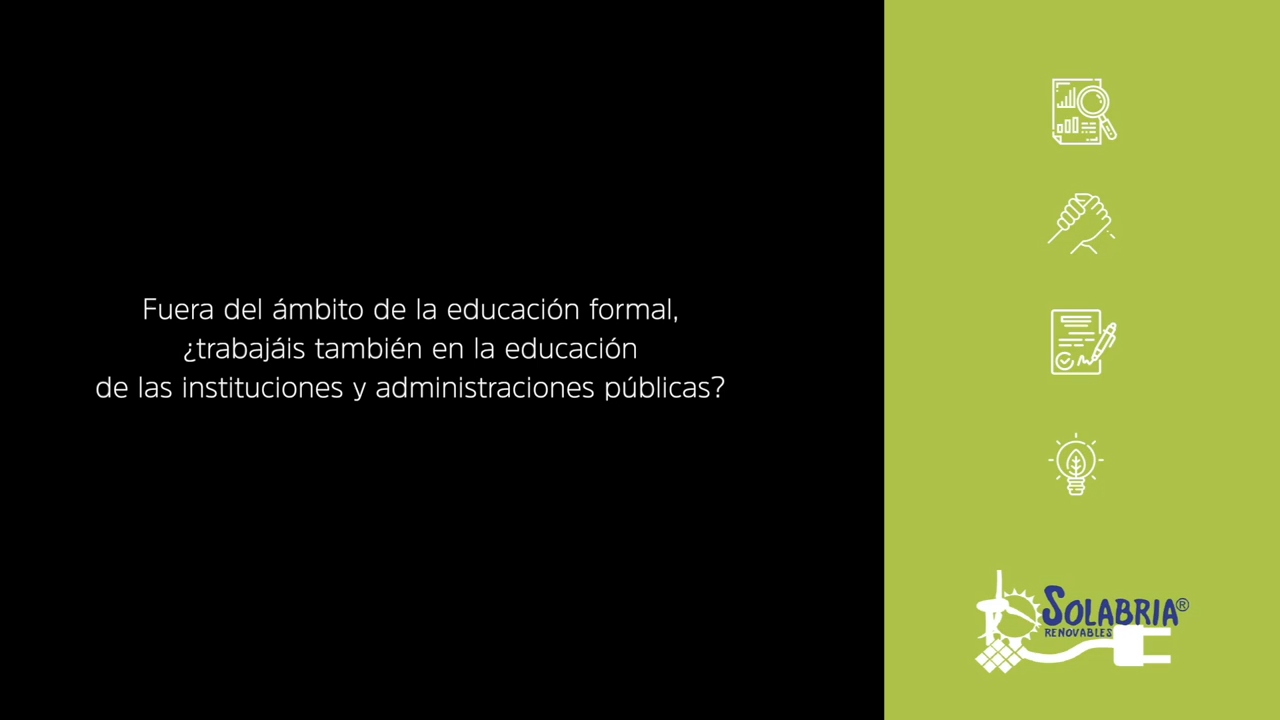 Fuera del ámbito de la educación formal,
¿trabajáis también en la educación
de las instituciones y administraciones públicas?
SOLABRIA®
RENOVABLES